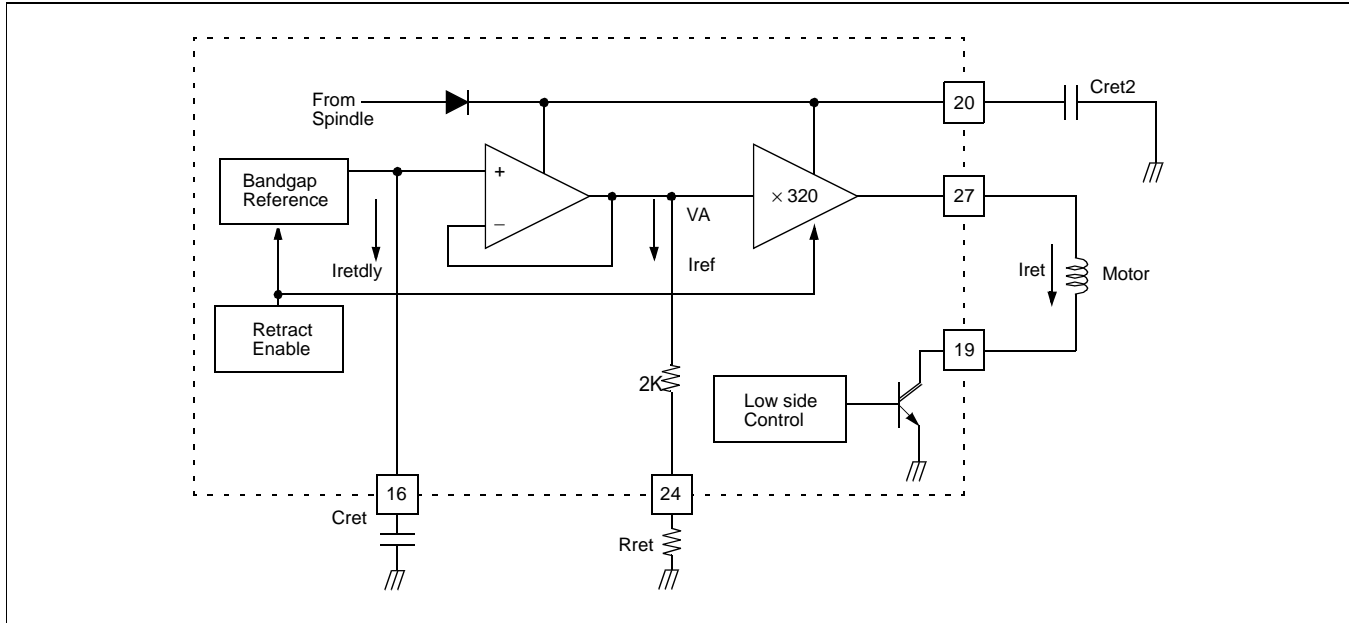 From
Spindle
20
Cret2
Bandgap
Reference
+
–
× 320
27
VA
Iretdly
Iref
Iret
Motor
Retract
Enable
19
2K
Low side
Control
16
24
Cret
Rret